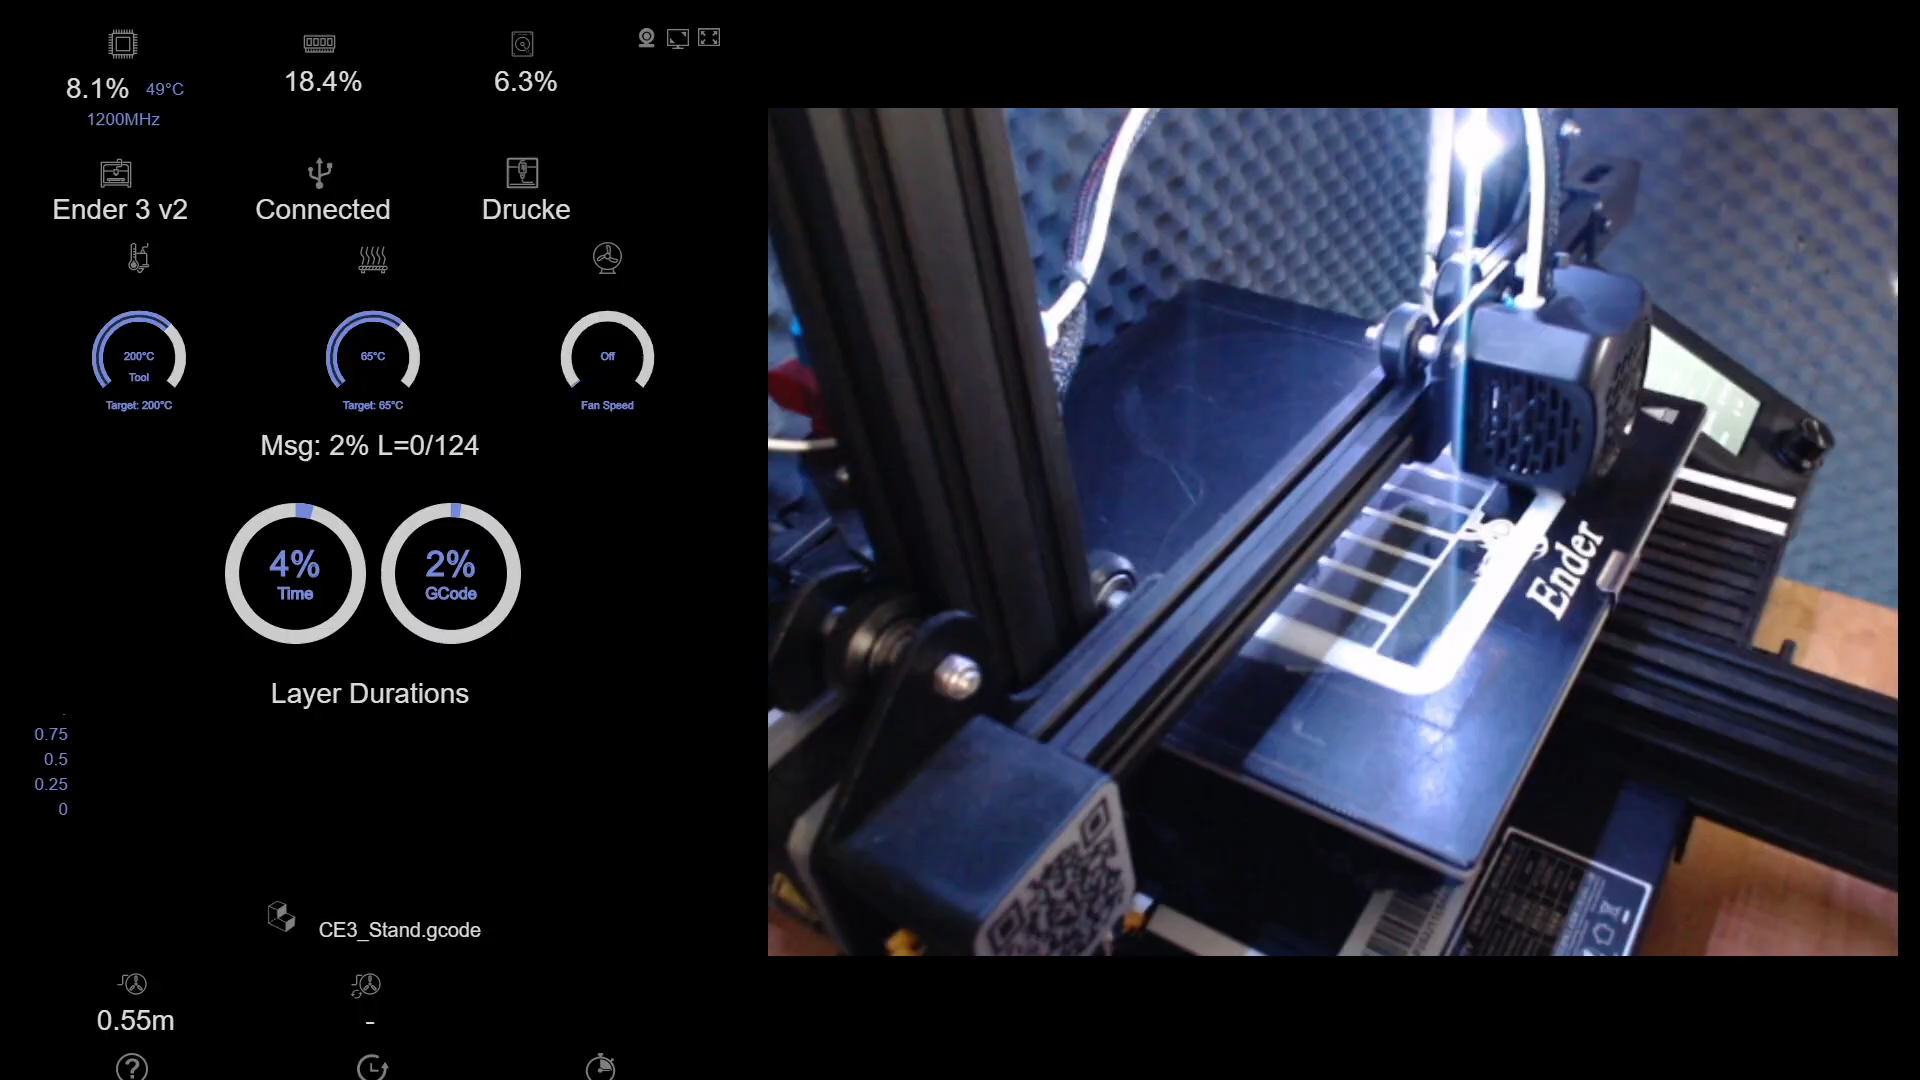 8.1% 49°C
1200MHz
18.4%
6.3%
Ender 3 v2
Connected
Drucke
200°C
Tool
Target: 200°C
65°C
Target: 65°C
Off
Fan Speed
Msg: 2% L=0/124
4%
Time
2%
GCode
Layer Durations
0.75
0.5
0.25
0
CE3_Stand.gcode
0.55m
-
?
Ender